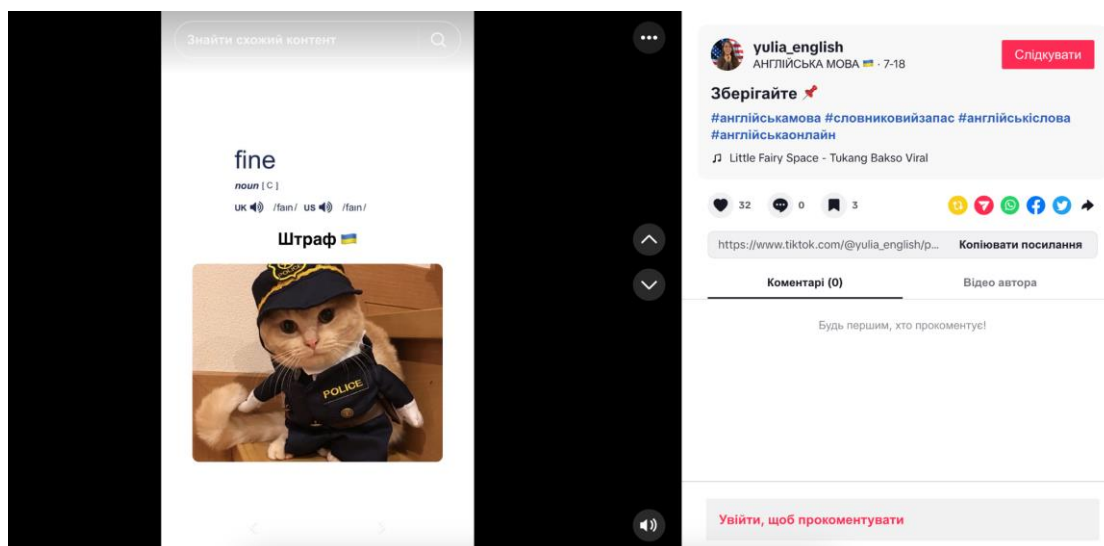 Знайти схожий контент
fine
noun [ C ]
UK /faɪn/ US /faɪn/
Штраф 🇺🇦
POLICE
POLICE
yulia_english
АНГЛІЙСЬКА МОВА 🇺🇦 · 7-18
Слідкувати
Зберігайте 📌
#англійськамова #словниковийзапас #англійськіслова
#англійськаонлайн
♫ Little Fairy Space - Tukang Bakso Viral
32 0 3
https://www.tiktok.com/@yulia_english/p... Копіювати посилання
Коментарі (0) Відео автора
Будь першим, хто прокоментує!
Увійти, щоб прокоментувати